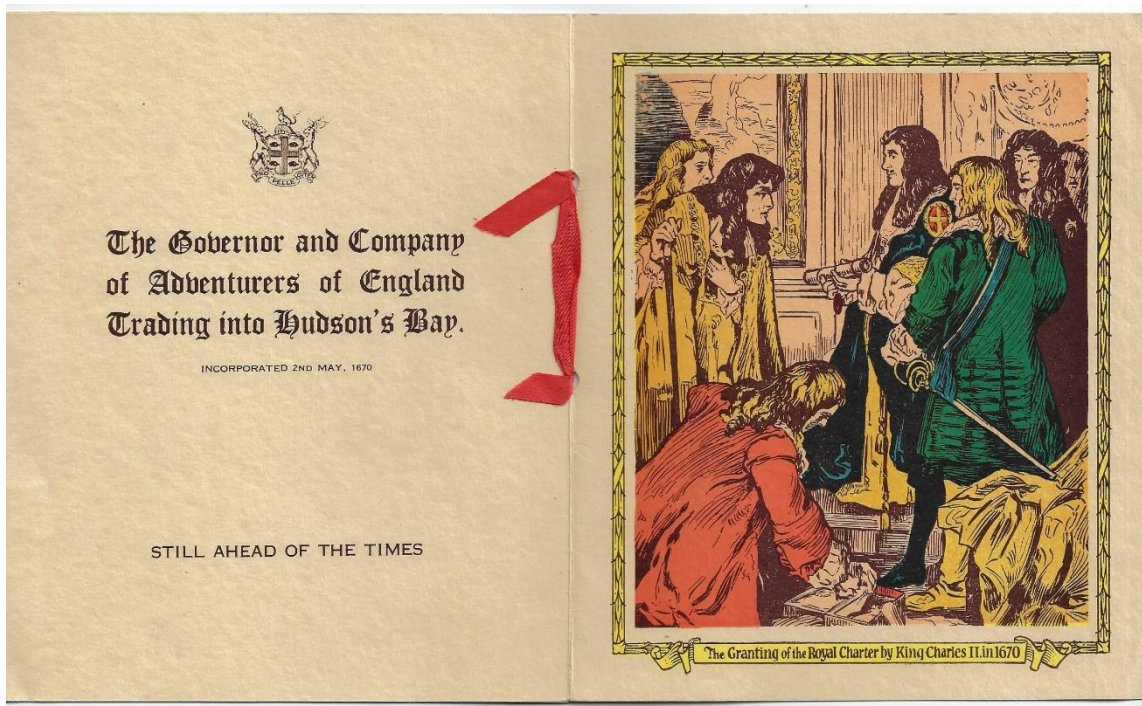 PELLE
The Governor and Company
of Adventurers of England
Trading into Hudson's Bay.
INCORPORATED 2ND MAY, 1670
STILL AHEAD OF THE TIMES
The Granting of the Royal Charter by King Charles II. in 1670